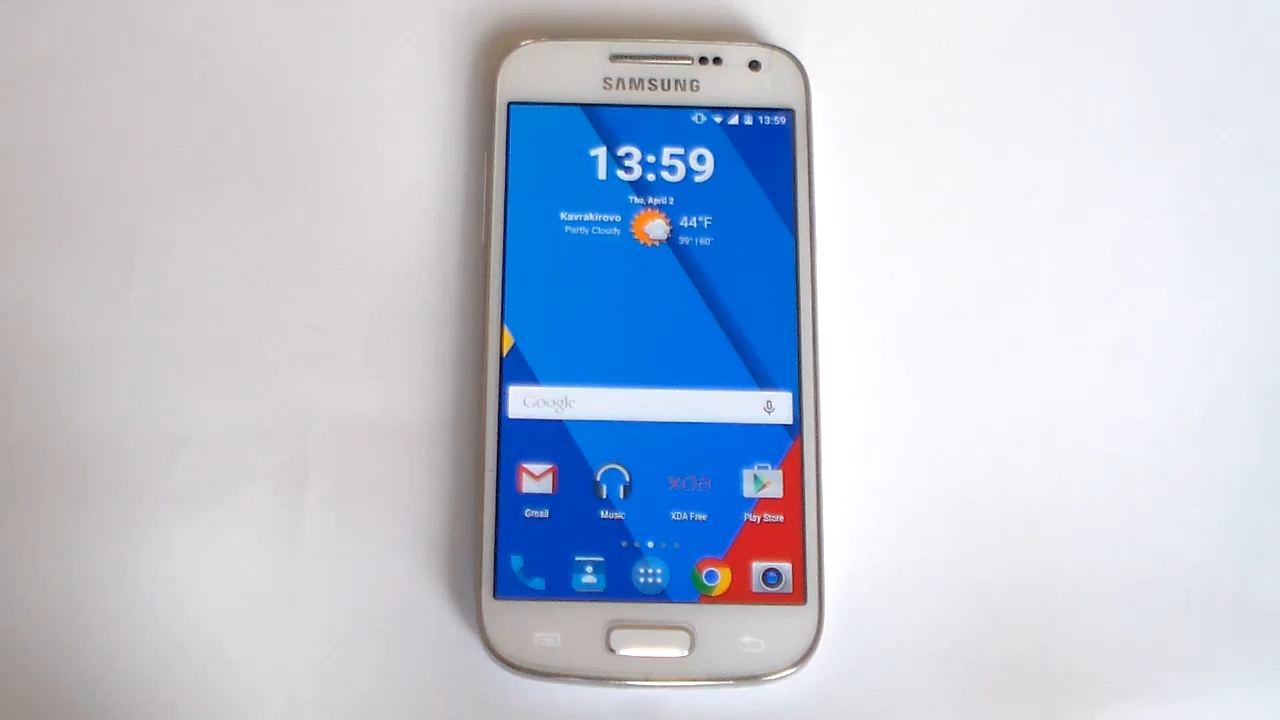 SAMSUNG
13:59
13:59
Thu, April 2
Kavrakirovo
Partly Cloudy
44°F
39° | 60°
Google
Gmail
Music
xda
XDA Free
Play Store